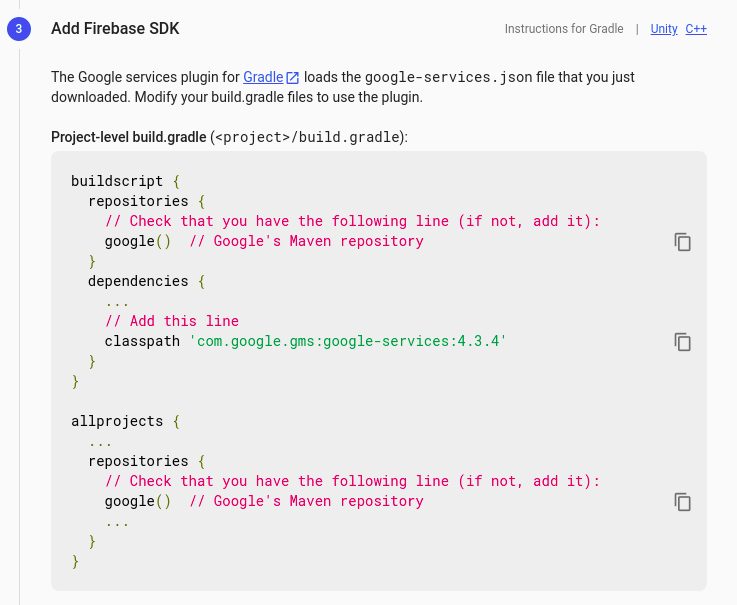 3 Add Firebase SDK Instructions for Gradle | Unity C++
The Google services plugin for Gradle loads the google-services.json file that you just
downloaded. Modify your build.gradle files to use the plugin.
Project-level build.gradle (<project>/build.gradle):
buildscript {
  repositories {
    // Check that you have the following line (if not, add it):
    google()  // Google's Maven repository
  }
  dependencies {
    ...
    // Add this line
    classpath 'com.google.gms:google-services:4.3.4'
  }
}

allprojects {
  ...
  repositories {
    // Check that you have the following line (if not, add it):
    google()  // Google's Maven repository
    ...
  }
}